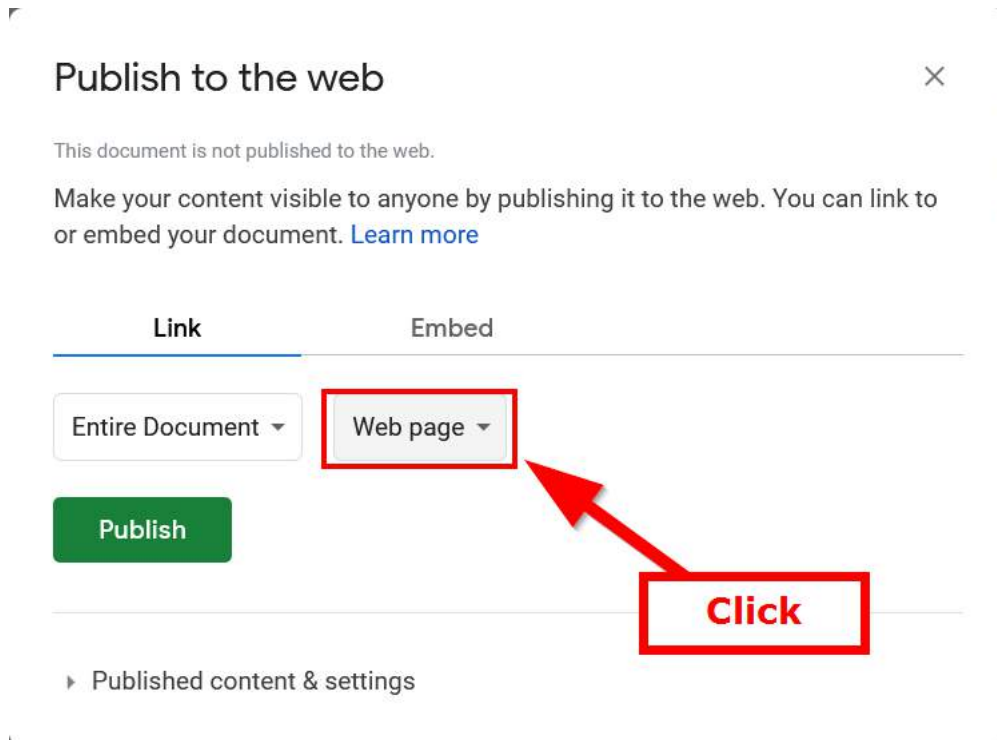 Publish to the web
This document is not published to the web.
Make your content visible to anyone by publishing it to the web. You can link to
or embed your document. Learn more
Link Embed
Entire Document Web page
Publish
Click
Published content & settings